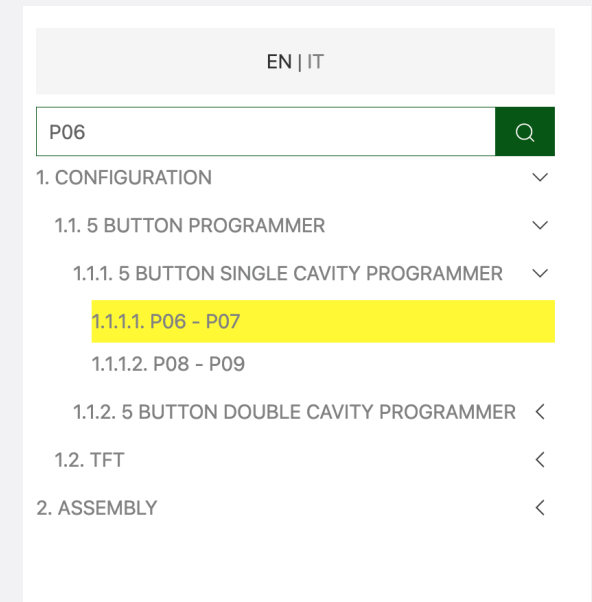 EN | IT
P06
1. CONFIGURATION
1.1. 5 BUTTON PROGRAMMER
1.1.1. 5 BUTTON SINGLE CAVITY PROGRAMMER
1.1.1.1. P06 - P07
1.1.1.2. P08 - P09
1.1.2. 5 BUTTON DOUBLE CAVITY PROGRAMMER
1.2. TFT
2. ASSEMBLY